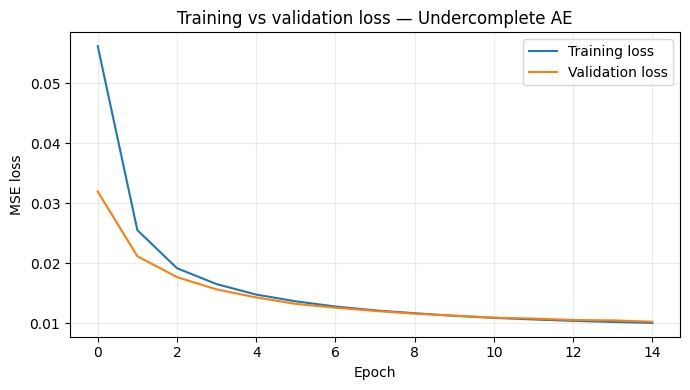 Training vs validation loss — Undercomplete AE
Training loss
Validation loss
MSE loss
0.05
0.04
0.03
0.02
0.01
0 2 4 6 8 10 12 14
Epoch